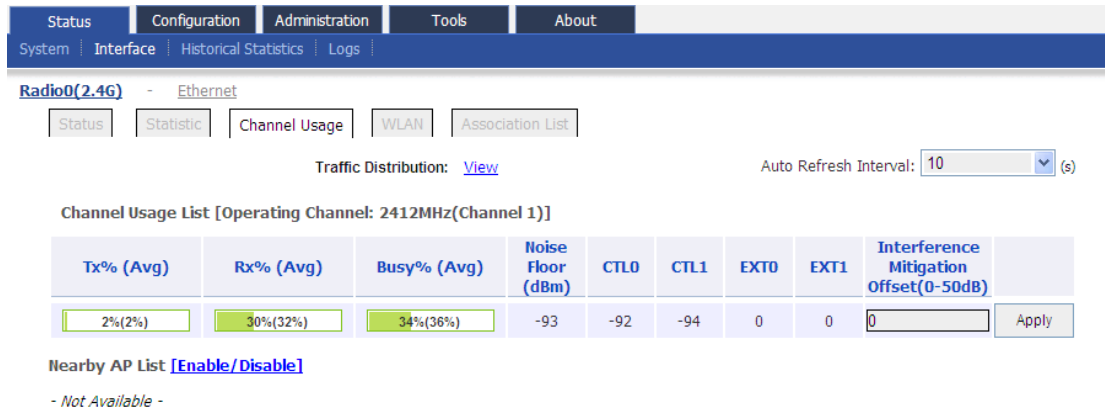 Status Configuration Administration Tools About
System Interface Historical Statistics Logs
Radio0(2.4G) - Ethernet
Status Statistic Channel Usage WLAN Association List
Traffic Distribution: View Auto Refresh Interval: 10 (s)
Channel Usage List [Operating Channel: 2412MHz(Channel 1)]
Tx% (Avg) Rx% (Avg) Busy% (Avg) Noise Floor (dBm) CTL0 CTL1 EXT0 EXT1 Interference Mitigation Offset(0-50dB)
2%(2%) 30%(32%) 34%(36%) -93 -92 -94 0 0 0 Apply
Nearby AP List [Enable/Disable]
- Not Available -